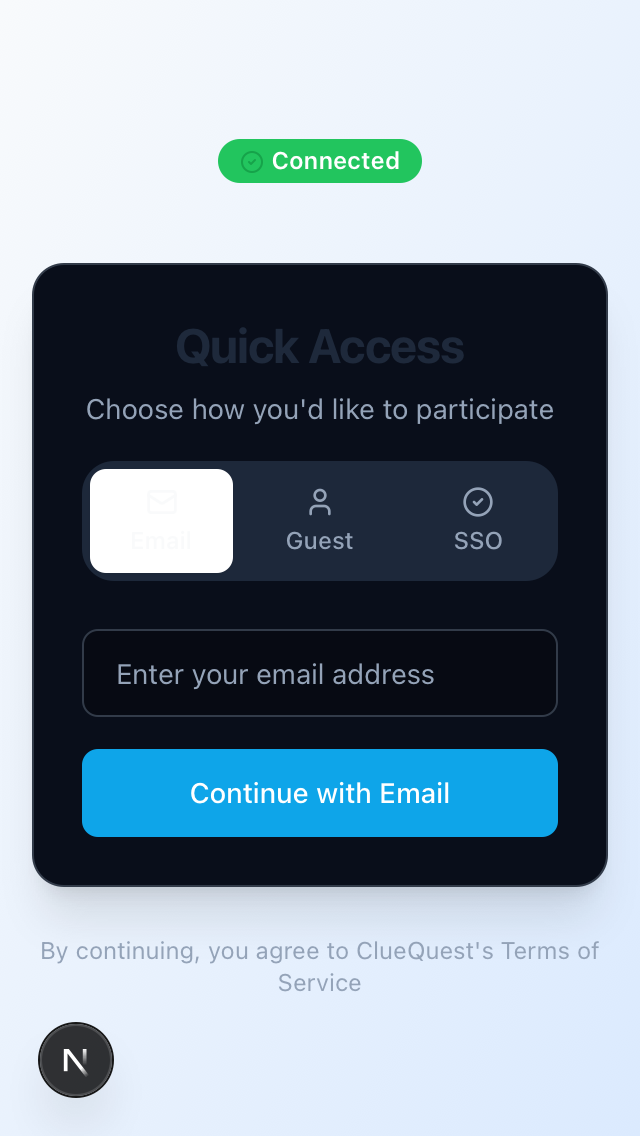 Connected
Quick Access
Choose how you'd like to participate
Email
Guest
SSO
Enter your email address
Continue with Email
By continuing, you agree to ClueQuest's Terms of
Service
N